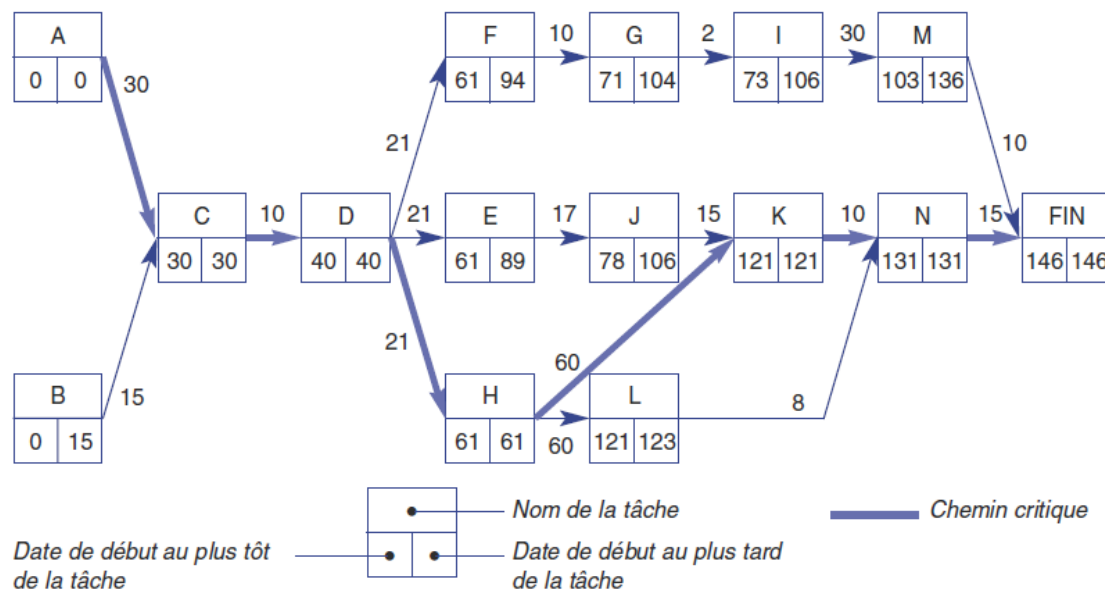 A
0 0
30
B
0 15
15
C
30 30
10
D
40 40
21
21
21
F
61 94
10
G
71 104
2
I
73 106
30
M
103 136
10
E
61 89
17
J
78 106
15
K
121 121
10
N
131 131
15
FIN
146 146
H
61 61
60
60
L
121 123
8
Nom de la tâche
Chemin critique
Date de début au plus tôt
de la tâche
Date de début au plus tard
de la tâche